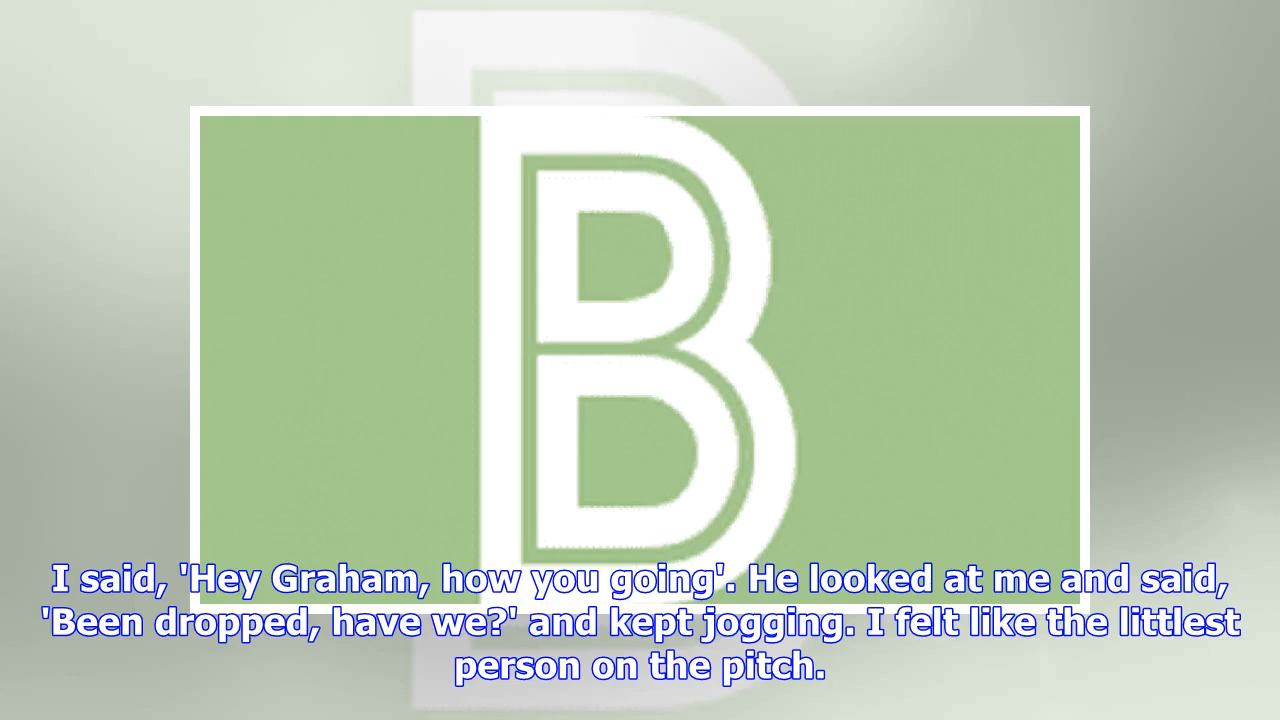 B
I said, 'Hey Graham, how you going'. He looked at me and said,
'Been dropped, have we?' and kept jogging. I felt like the littlest
person on the pitch.